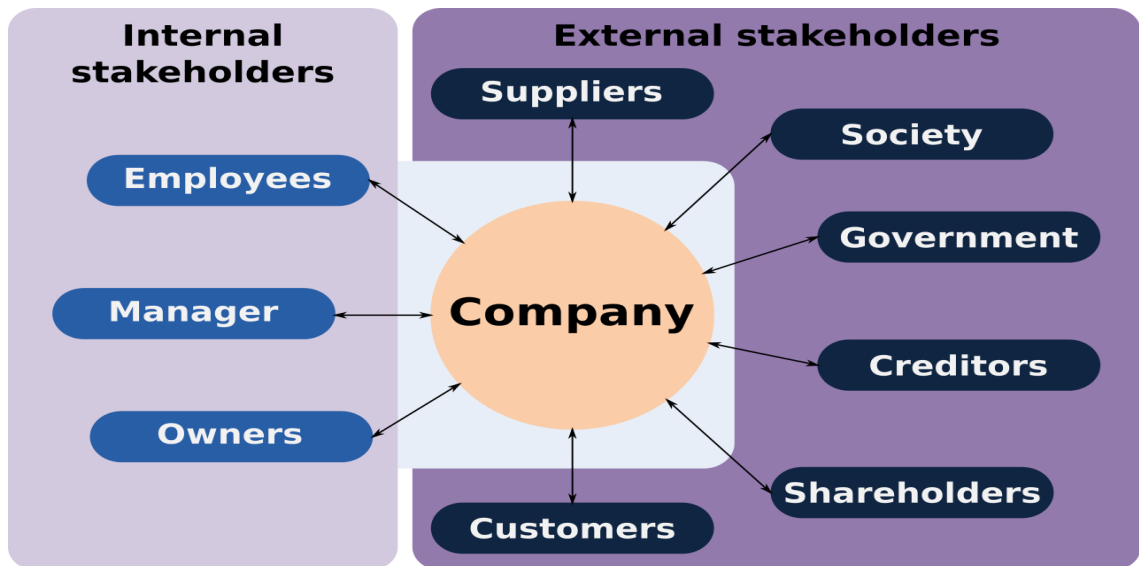 Internal
stakeholders
Employees
Manager
Owners
External stakeholders
Suppliers
Society
Government
Company
Creditors
Shareholders
Customers